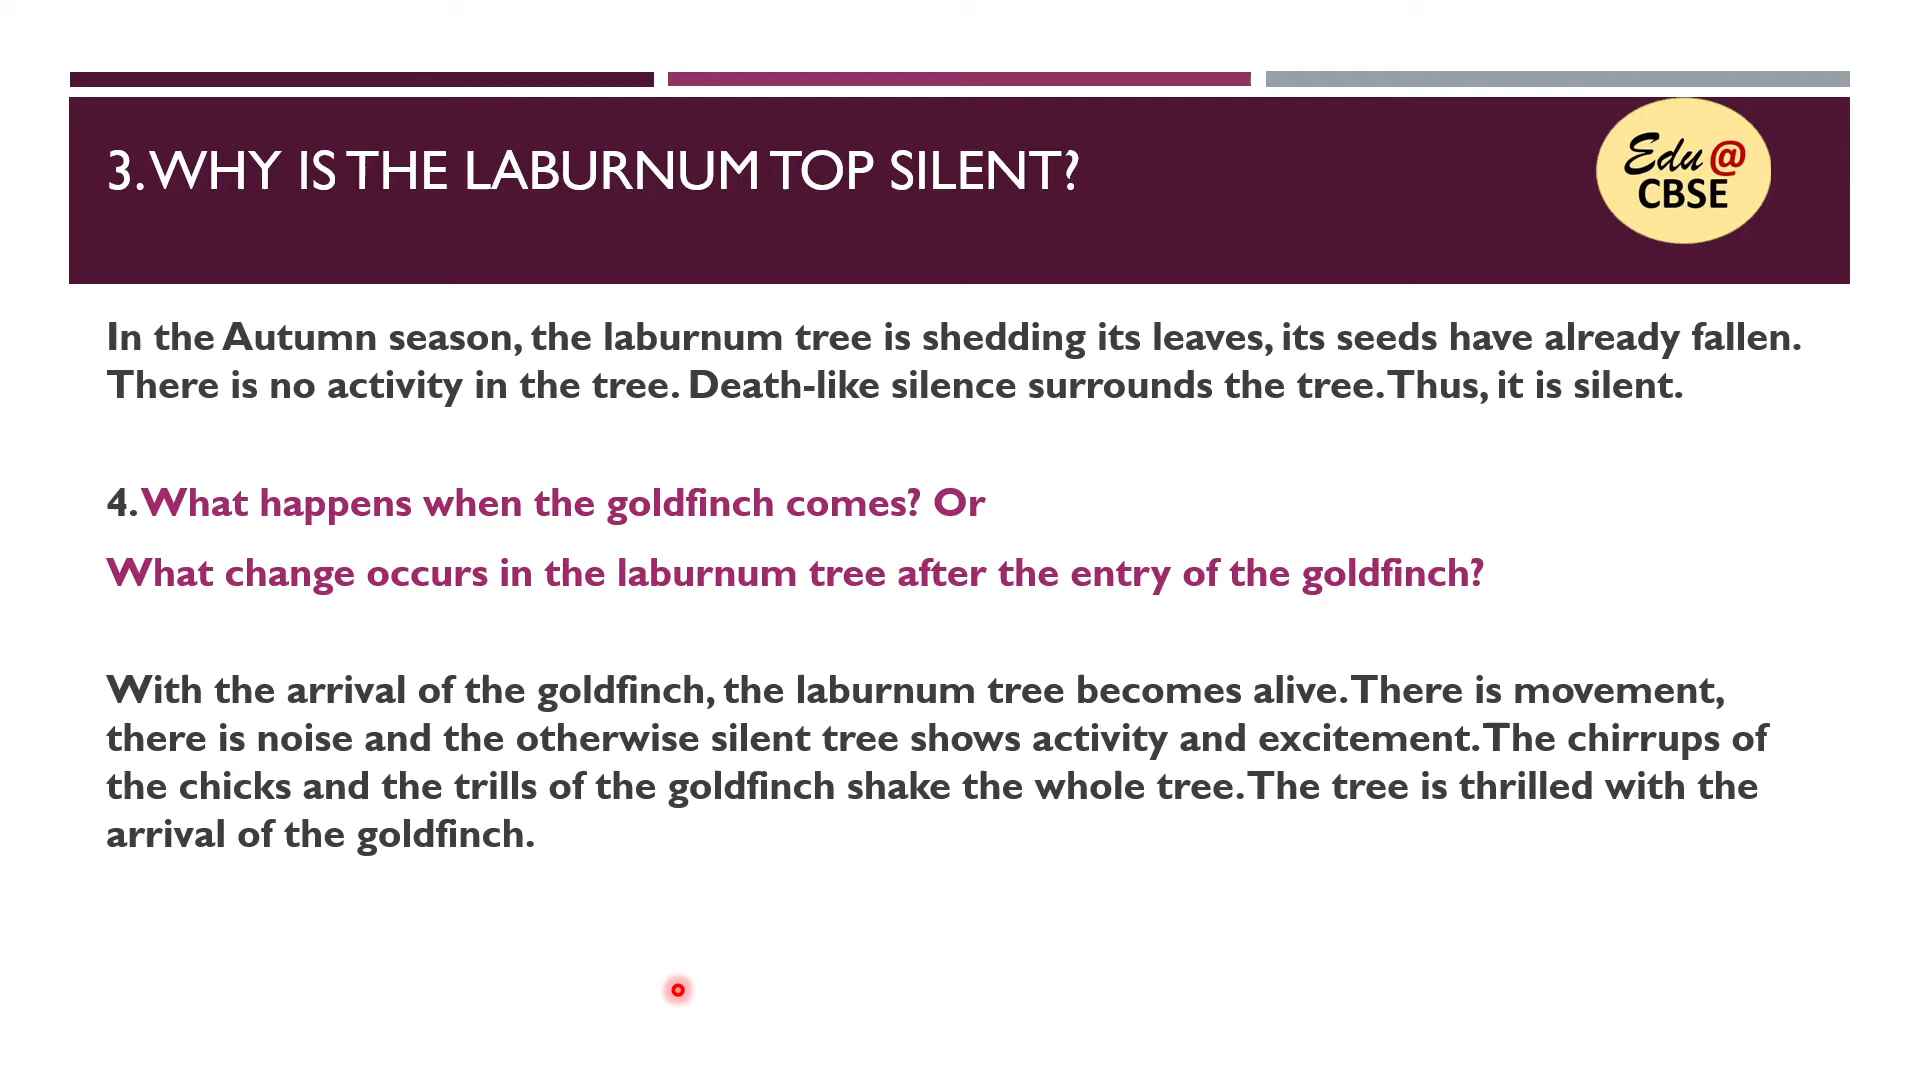 3. WHY IS THE LABURNUM TOP SILENT?
Edu @
CBSE
In the Autumn season, the laburnum tree is shedding its leaves, its seeds have already fallen.
There is no activity in the tree. Death-like silence surrounds the tree. Thus, it is silent.
4. What happens when the goldfinch comes? Or
What change occurs in the laburnum tree after the entry of the goldfinch?
With the arrival of the goldfinch, the laburnum tree becomes alive. There is movement,
there is noise and the otherwise silent tree shows activity and excitement. The chirrups of
the chicks and the trills of the goldfinch shake the whole tree. The tree is thrilled with the
arrival of the goldfinch.